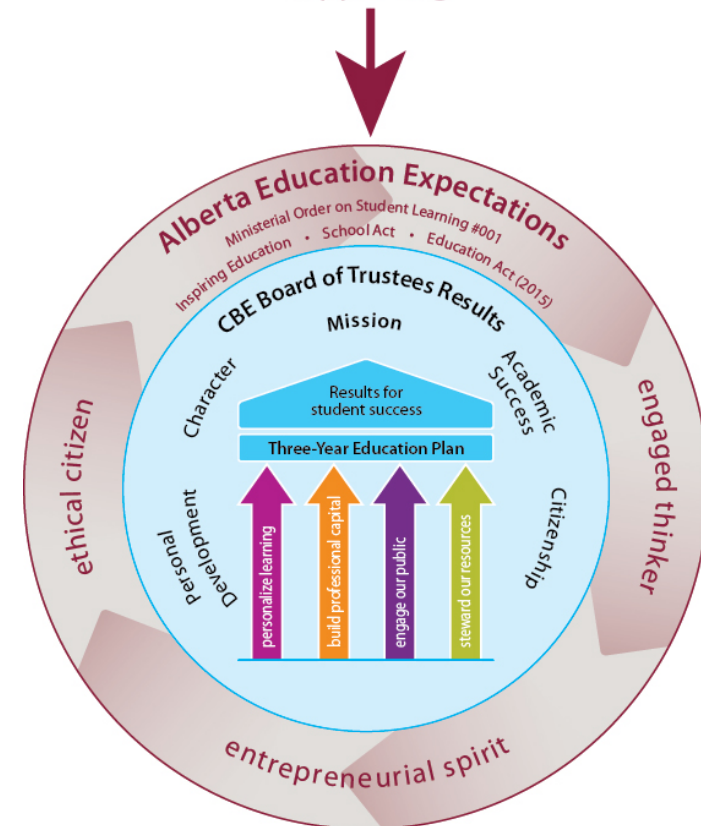 Alberta Education Expectations
Ministerial Order on Student Learning #001
Inspiring Education • School Act • Education Act (2015)
CBE Board of Trustees Results
Mission
Character
Academic
Success
Results for
student success
Three-Year Education Plan
Personal
Development
Citizenship
personalize learning
build professional capital
engage our public
steward our resources
ethical citizen
engaged thinker
entrepreneurial spirit